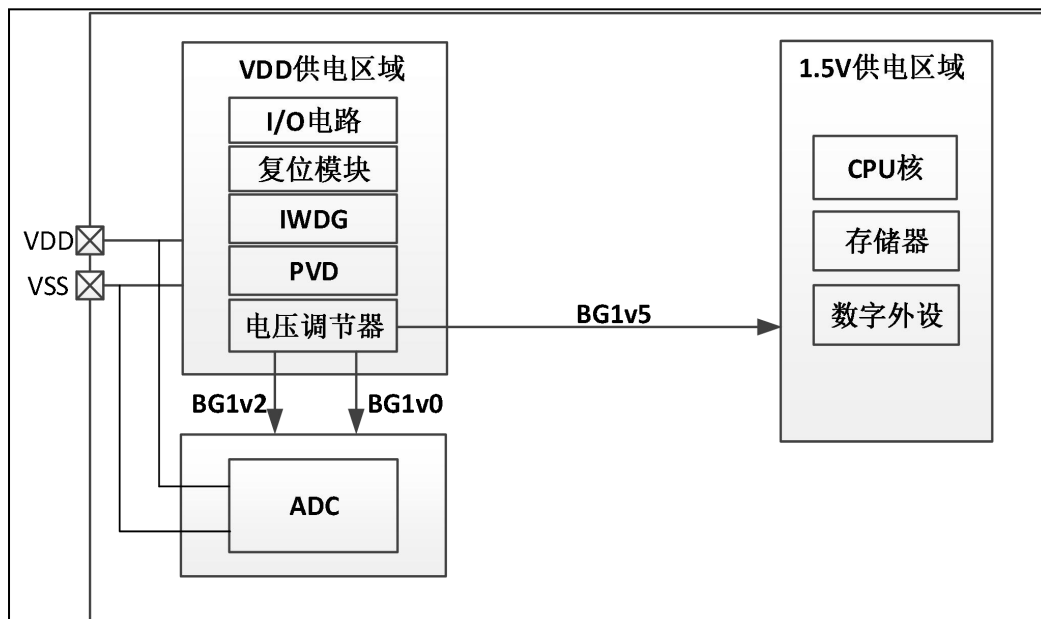 VDD供电区域
I/O电路
复位模块
IWDG
PVD
电压调节器
VDD
VSS
BG1v5
BG1v2
BG1v0
ADC
1.5V供电区域
CPU核
存储器
数字外设